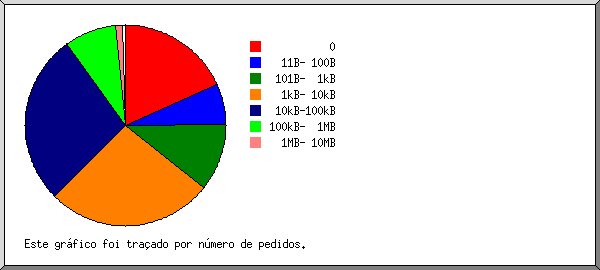 0
11B- 100B
101B- 1kB
1kB- 10kB
10kB-100kB
100kB- 1MB
1MB- 10MB
Este gráfico foi traçado por número de pedidos.